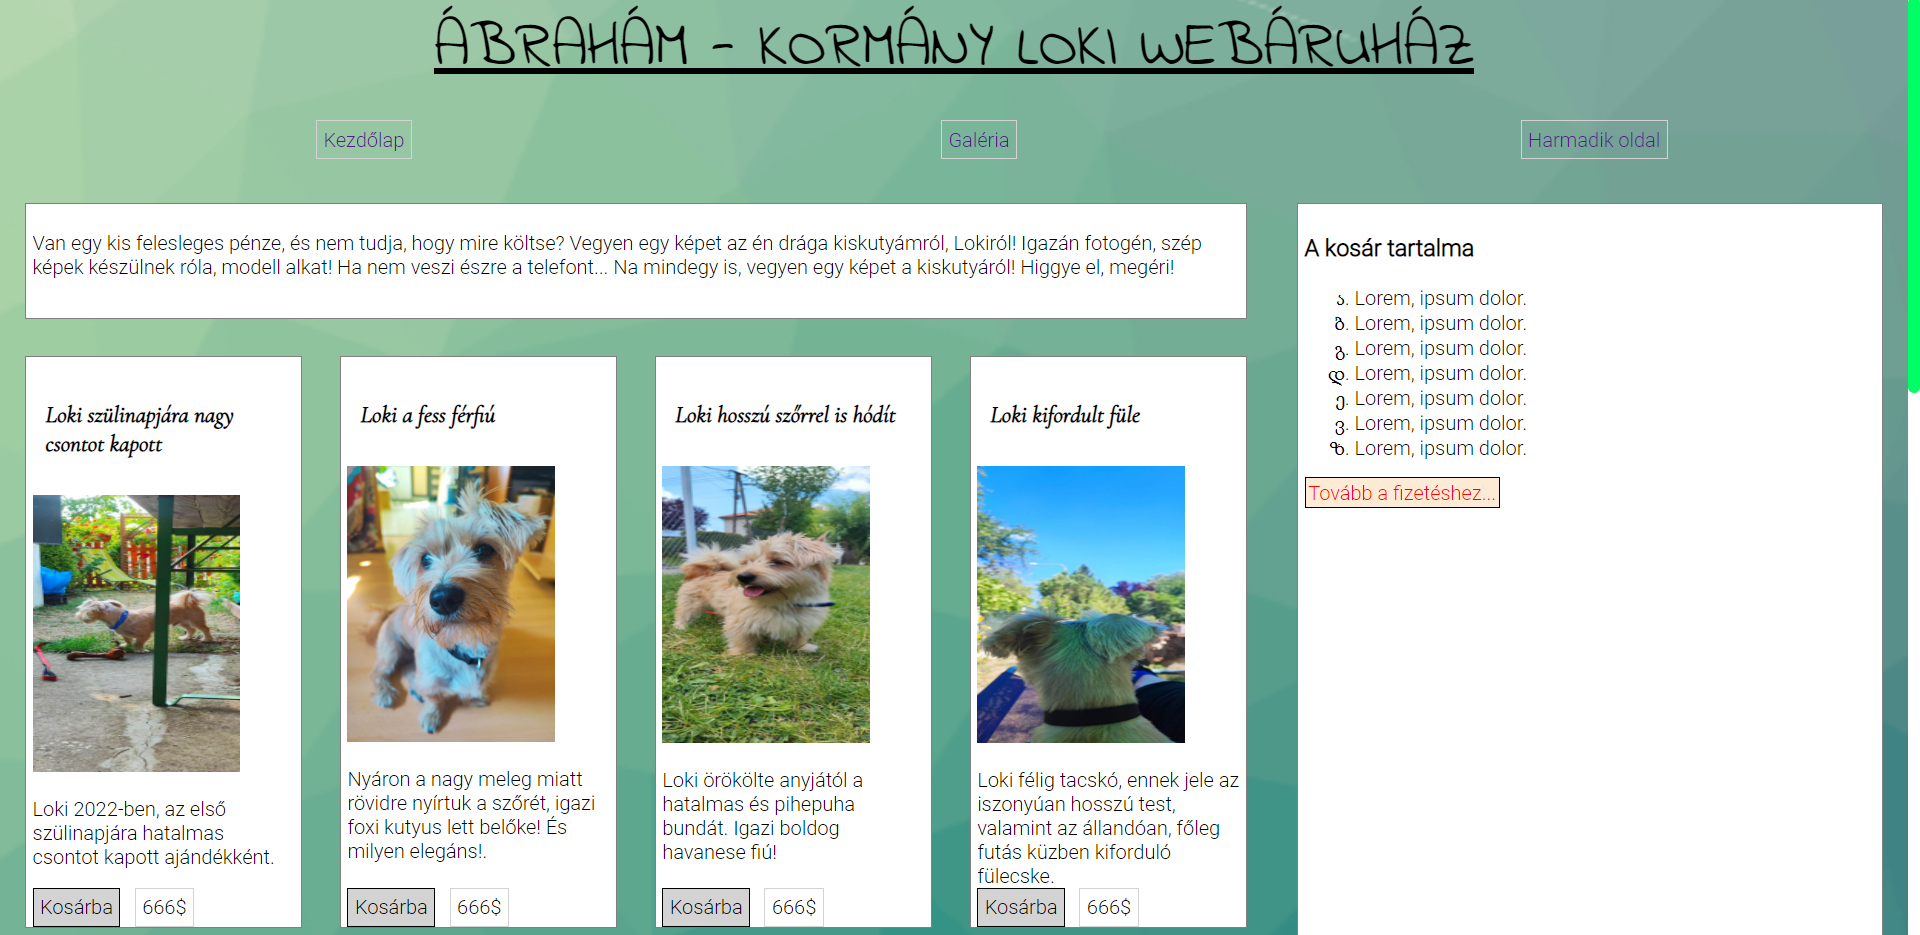 ÁBRAHÁM - KORMÁNY LOKI WEBÁRUHÁZ
Kezdőlap
Galéria
Harmadik oldal
Van egy kis felesleges pénze, és nem tudja, hogy mire költse? Vegyen egy képet az én drága kiskutyámról, Lokiról! Igazán fotogén, szép
képek készülnek róla, modell alkat! Ha nem veszi észre a telefont... Na mindegy is, vegyen egy képet a kiskutyáról! Higgye el, megéri!
Loki szülinapjára nagy
csontot kapott
Loki 2022-ben, az első
szülinapjára hatalmas
csontot kapott ajándékként.
Kosárba 666$
Loki a fess férfiú
Nyáron a nagy meleg miatt
rövidre nyírtuk a szőrét, igazi
foxi kutyus lett belőke! És
milyen elegáns!.
Kosárba 666$
Loki hosszú szőrrel is hódít
Loki örökölte anyjától a
hatalmas és pihepuha
bundát. Igazi boldog
havanese fiú!
Kosárba 666$
Loki kifordult füle
Loki félig tacskó, ennek jele az
iszonyúan hosszú test,
valamint az állandóan, főleg
futás küzben kiforduló
fülecske.
Kosárba 666$
A kosár tartalma
ა. Lorem, ipsum dolor.
ბ. Lorem, ipsum dolor.
გ. Lorem, ipsum dolor.
დ. Lorem, ipsum dolor.
ე. Lorem, ipsum dolor.
ვ. Lorem, ipsum dolor.
ზ. Lorem, ipsum dolor.
Tovább a fizetéshez...